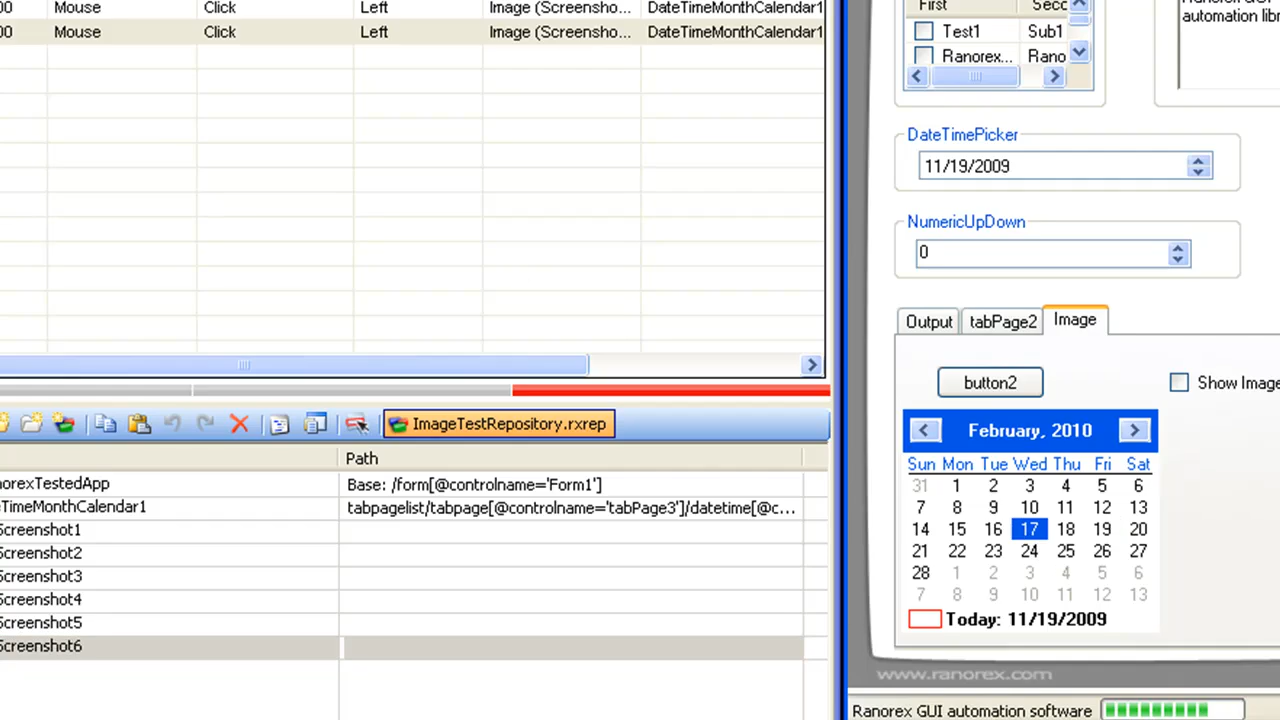 00 Mouse Click Left Image (Screensho... DateTimeMonthCalendar1
00 Mouse Click Left Image (Screensho... DateTimeMonthCalendar1
ImageTestRepository.rxrep
Path
norexTestedApp Base: /form[@controlname='Form1']
eTimeMonthCalendar1 tabpagelist/tabpage[@controlname='tabPage3']/datetime[@c...
Screenshot1
Screenshot2
Screenshot3
Screenshot4
Screenshot5
Screenshot6
First Secc
Test1 Sub1
Ranorex... Rano
automation libr
DateTimePicker
11/19/2009
NumericUpDown
0
Output tabPage2 Image
button2
Show Image
February, 2010
Sun Mon Tue Wed Thu Fri Sat
31 1 2 3 4 5 6
7 8 9 10 11 12 13
14 15 16 17 18 19 20
21 22 23 24 25 26 27
28 1 2 3 4 5 6
7 8 9 10 11 12 13
Today: 11/19/2009
www.ranorex.com
Ranorex GUI automation software